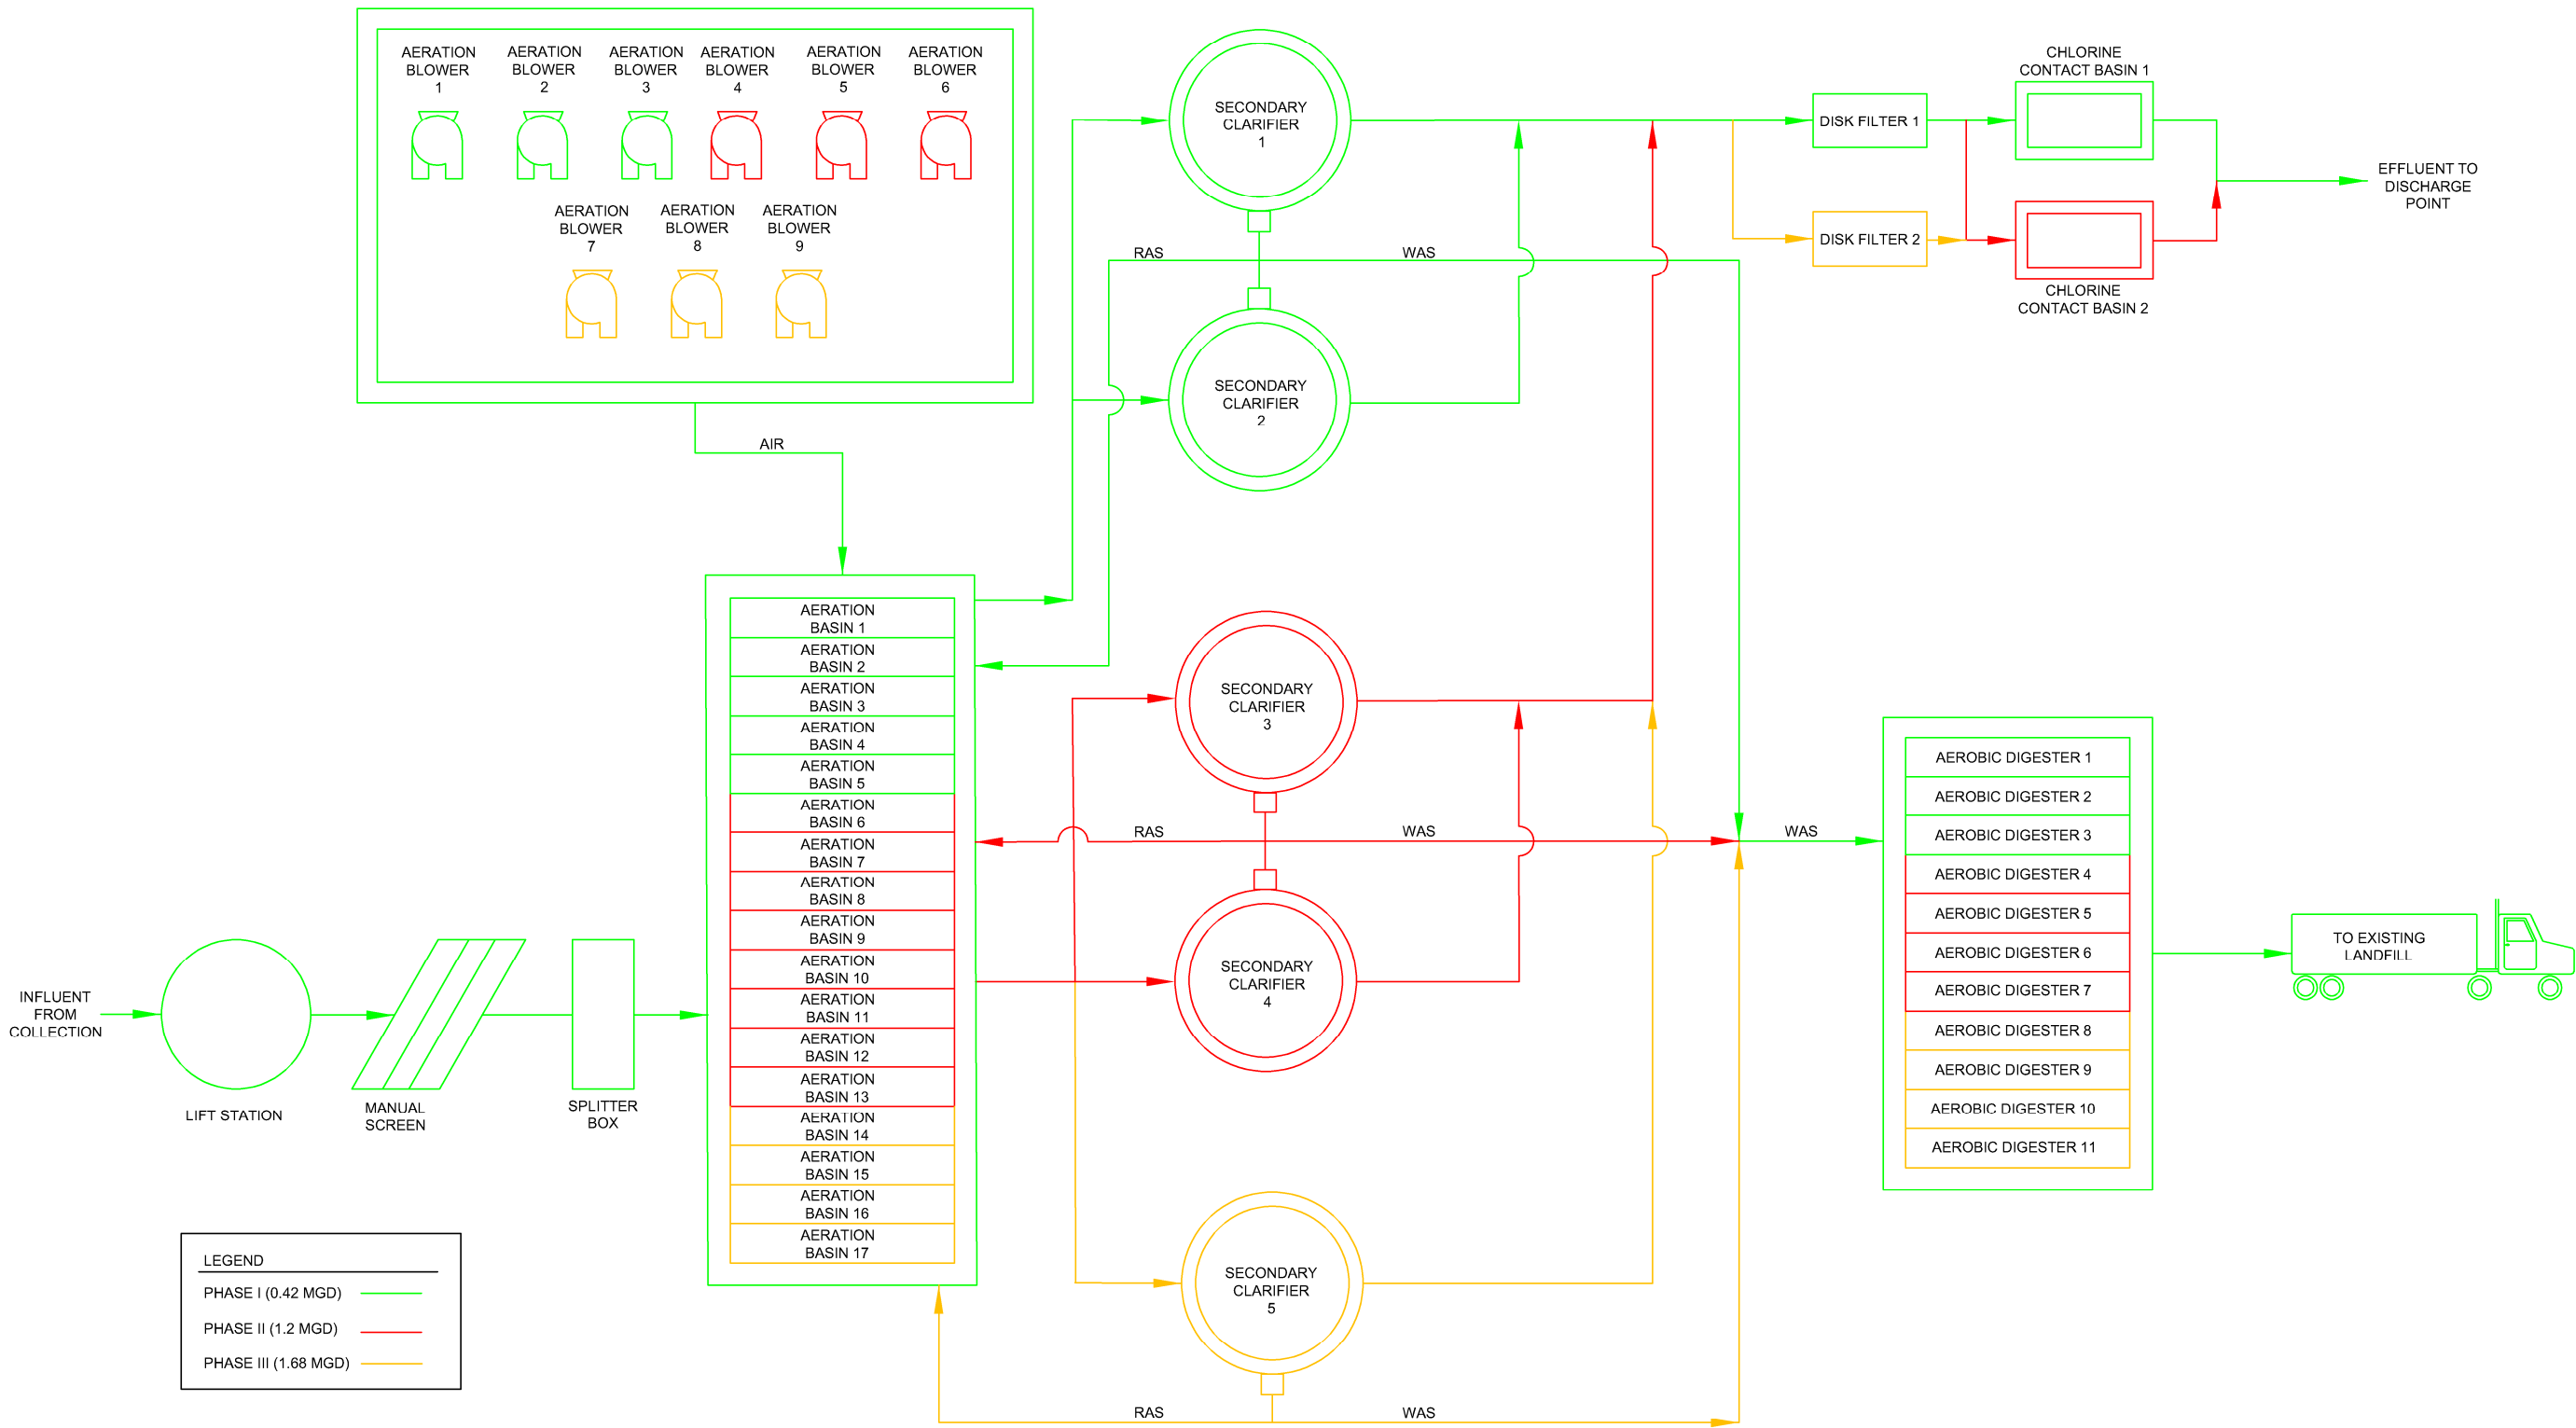 AERATION
BLOWER
1
AERATION
BLOWER
2
AERATION
BLOWER
3
AERATION
BLOWER
4
AERATION
BLOWER
5
AERATION
BLOWER
6
AERATION
BLOWER
7
AERATION
BLOWER
8
AERATION
BLOWER
9
AIR
SECONDARY
CLARIFIER
1
RAS
WAS
SECONDARY
CLARIFIER
2
DISK FILTER 1
DISK FILTER 2
CHLORINE
CONTACT BASIN 1
CHLORINE
CONTACT BASIN 2
EFFLUENT TO
DISCHARGE
POINT
INFLUENT
FROM
COLLECTION
LIFT STATION
MANUAL
SCREEN
SPLITTER
BOX
AERATION
BASIN 1
AERATION
BASIN 2
AERATION
BASIN 3
AERATION
BASIN 4
AERATION
BASIN 5
AERATION
BASIN 6
AERATION
BASIN 7
AERATION
BASIN 8
AERATION
BASIN 9
AERATION
BASIN 10
AERATION
BASIN 11
AERATION
BASIN 12
AERATION
BASIN 13
AERATION
BASIN 14
AERATION
BASIN 15
AERATION
BASIN 16
AERATION
BASIN 17
SECONDARY
CLARIFIER
3
RAS
WAS
WAS
SECONDARY
CLARIFIER
4
SECONDARY
CLARIFIER
5
RAS
WAS
AEROBIC DIGESTER 1
AEROBIC DIGESTER 2
AEROBIC DIGESTER 3
AEROBIC DIGESTER 4
AEROBIC DIGESTER 5
AEROBIC DIGESTER 6
AEROBIC DIGESTER 7
AEROBIC DIGESTER 8
AEROBIC DIGESTER 9
AEROBIC DIGESTER 10
AEROBIC DIGESTER 11
TO EXISTING
LANDFILL
LEGEND
PHASE I (0.42 MGD)
PHASE II (1.2 MGD)
PHASE III (1.68 MGD)